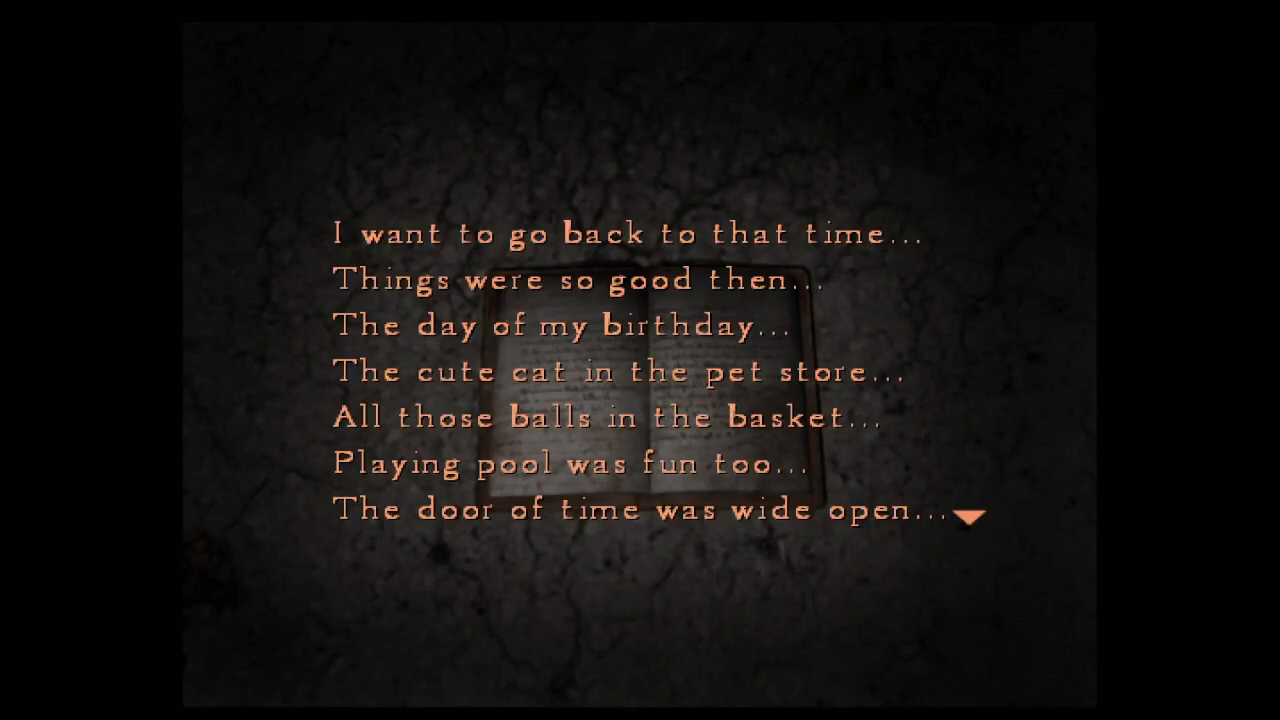 I want to go back to that time...
Things were so good then...
The day of my birthday...
The cute cat in the pet store...
All those balls in the basket...
Playing pool was fun too...
The door of time was wide open...